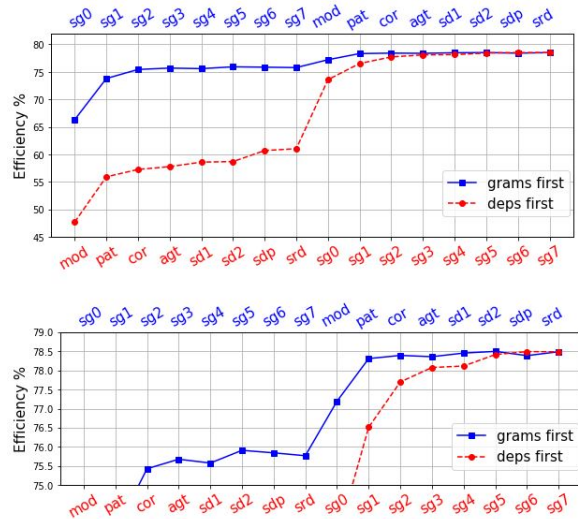 sg0 sg1 sg2 sg3 sg4 sg5 sg6 sg7 mod pat cor agt sd1 sd2 sdp srd
80
75
70
65
60
55
50
45
Efficiency %
grams first
deps first
mod pat cor agt sd1 sd2 sdp srd sg0 sg1 sg2 sg3 sg4 sg5 sg6 sg7
sg0 sg1 sg2 sg3 sg4 sg5 sg6 sg7 mod pat cor agt sd1 sd2 sdp srd
79.0
78.5
78.0
77.5
77.0
76.5
76.0
75.5
75.0
Efficiency %
grams first
deps first
mod pat cor agt sd1 sd2 sdp srd sg0 sg1 sg2 sg3 sg4 sg5 sg6 sg7